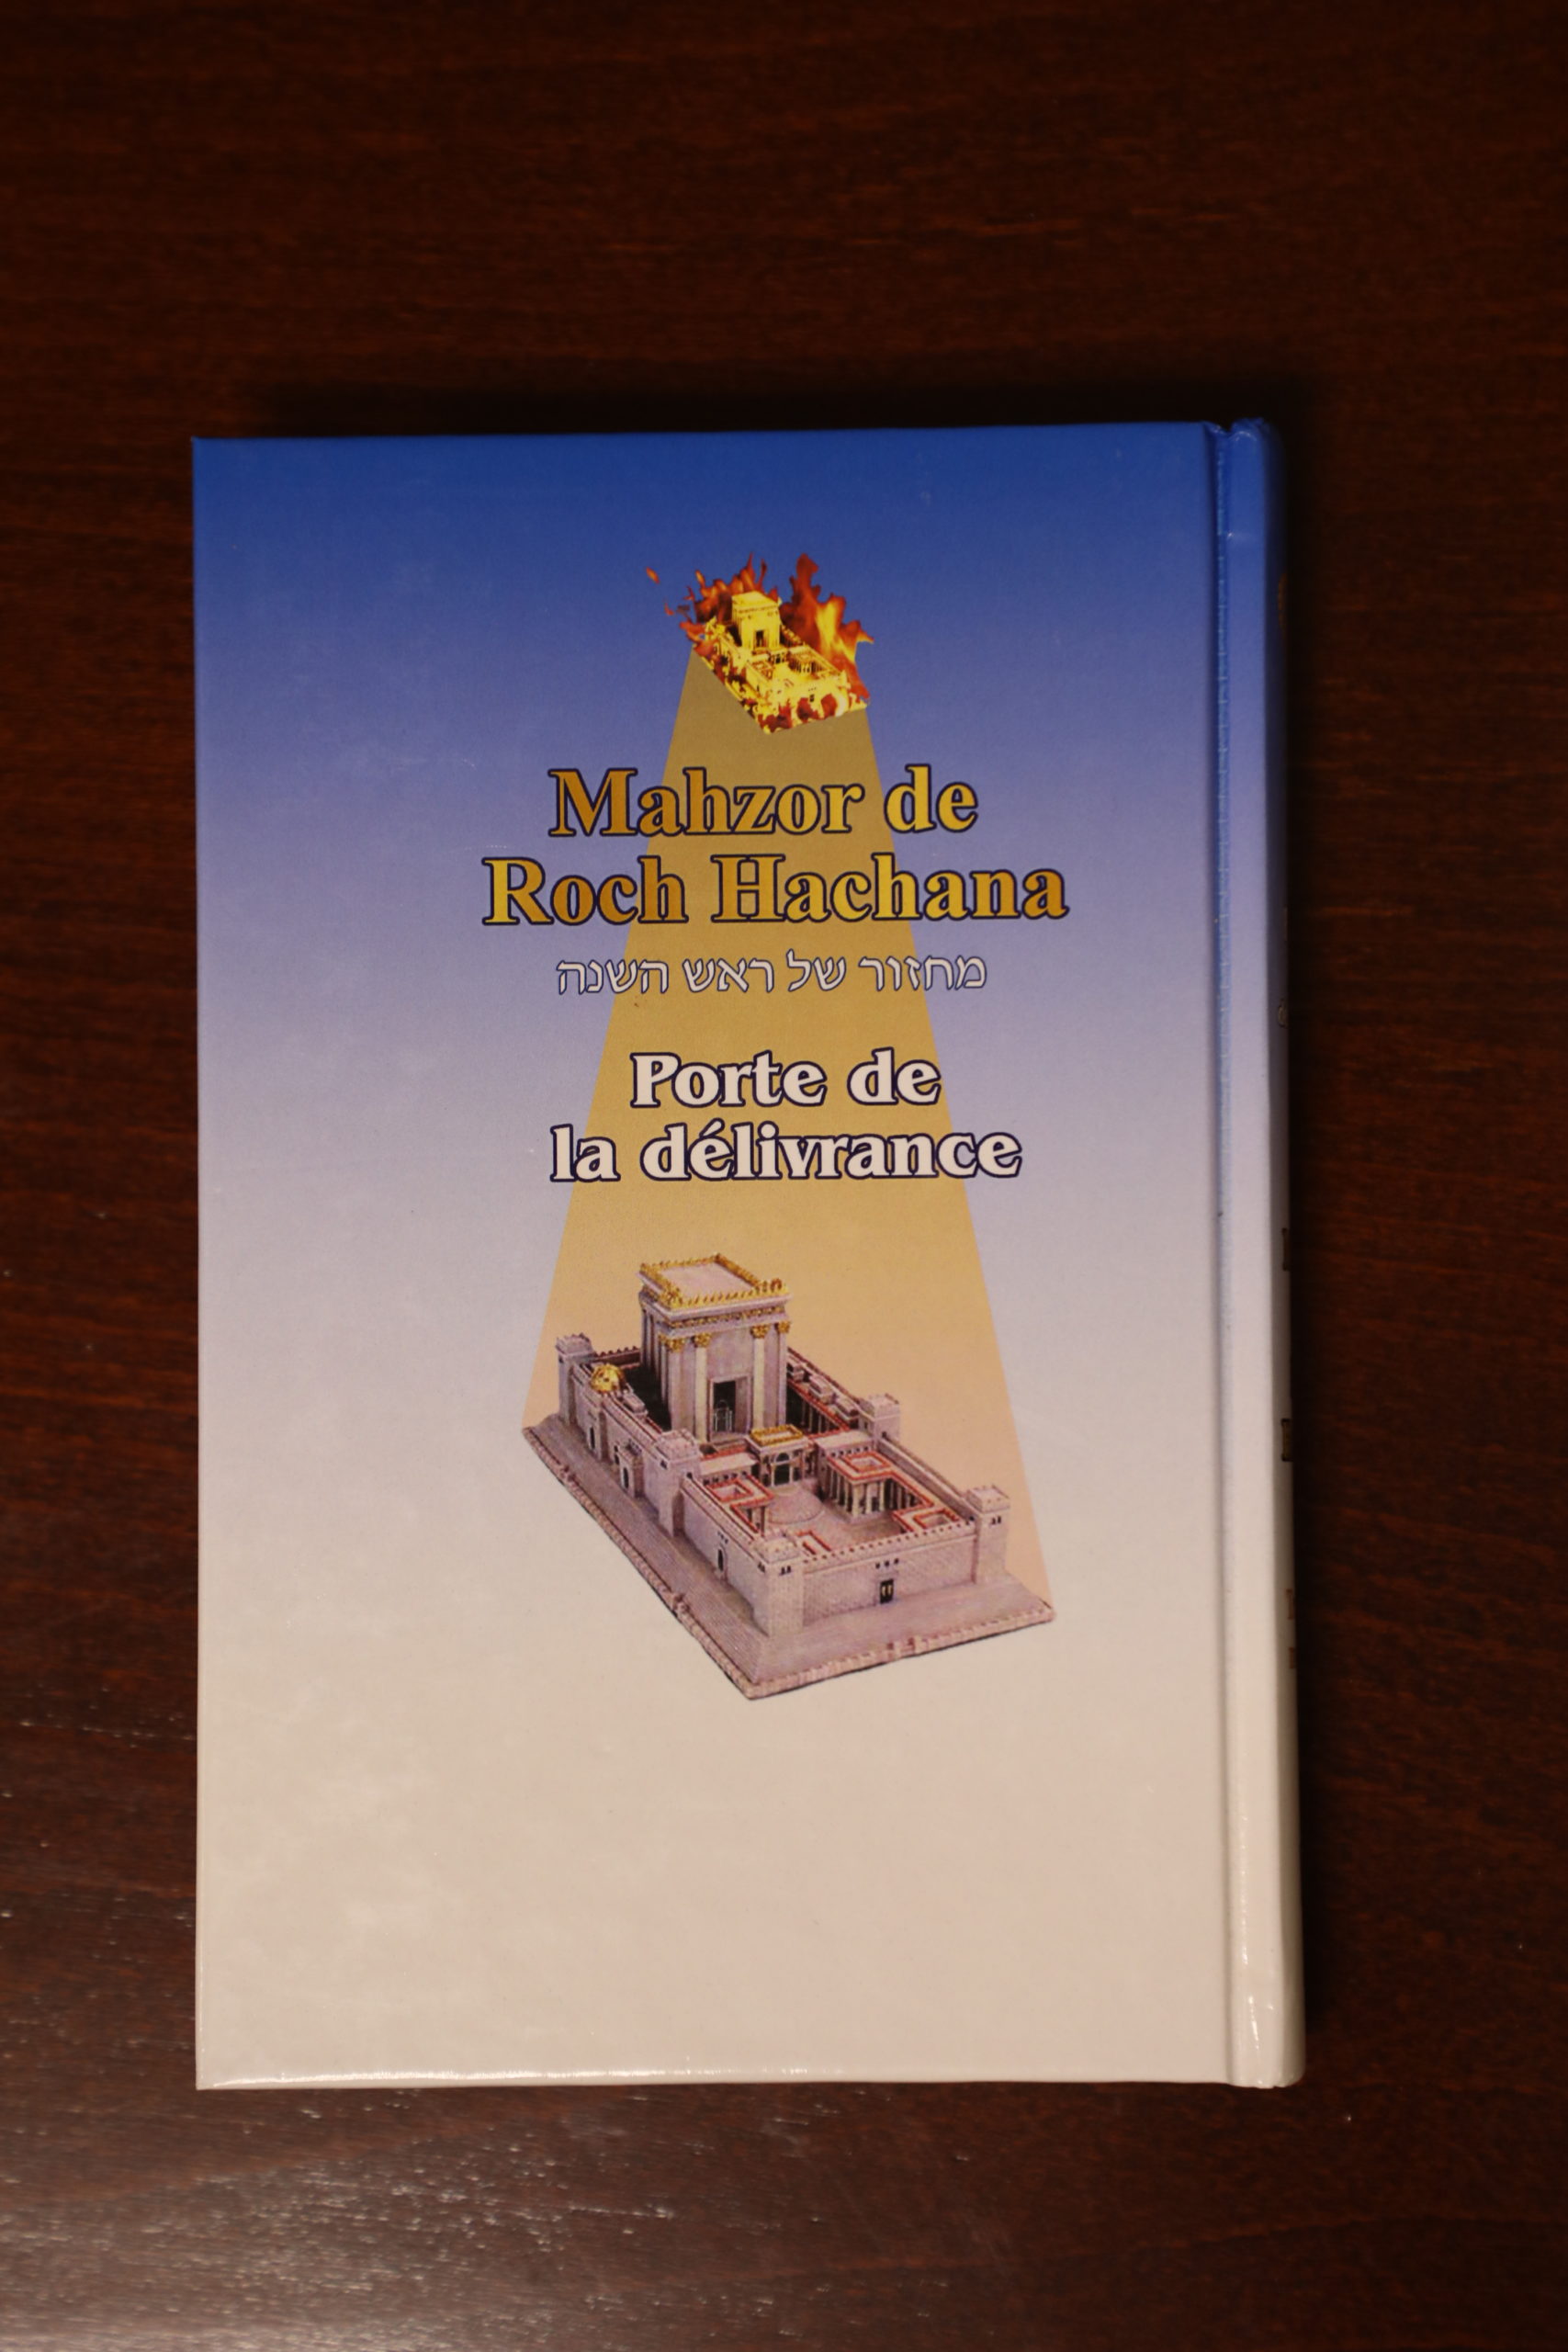 Mahzor de
Roch Hachana
מחזור של ראש השנה
Porte de
la délivrance